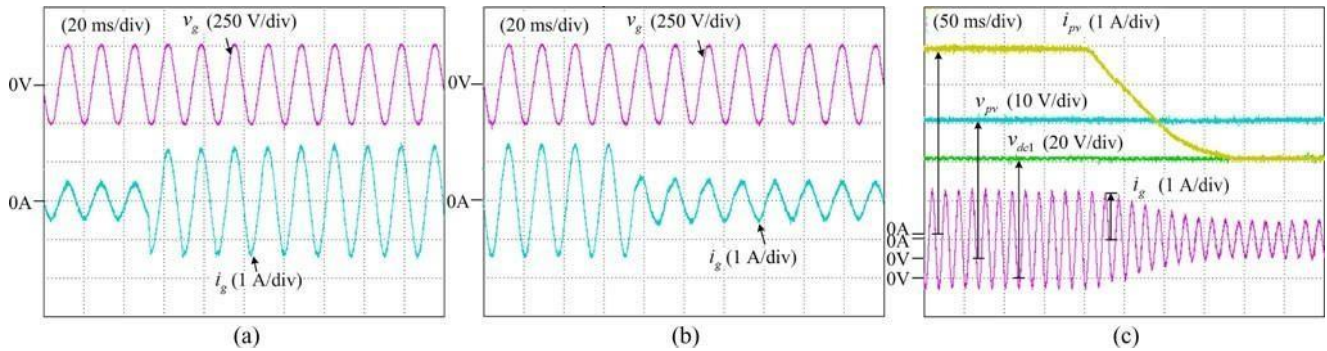 (20 ms/div)
v_g (250 V/div)
0V
0A
i_g (1 A/div)
(a)
(20 ms/div)
v_g (250V/div)
0V
0A
i_g (1 A/div)
(b)
(50 ms/div)
i_pv (1 A/div)
v_pv (10 V/div)
v_dc1 (20 V/div)
i_g (1 A/div)
0A
0A
0V
0V
(c)